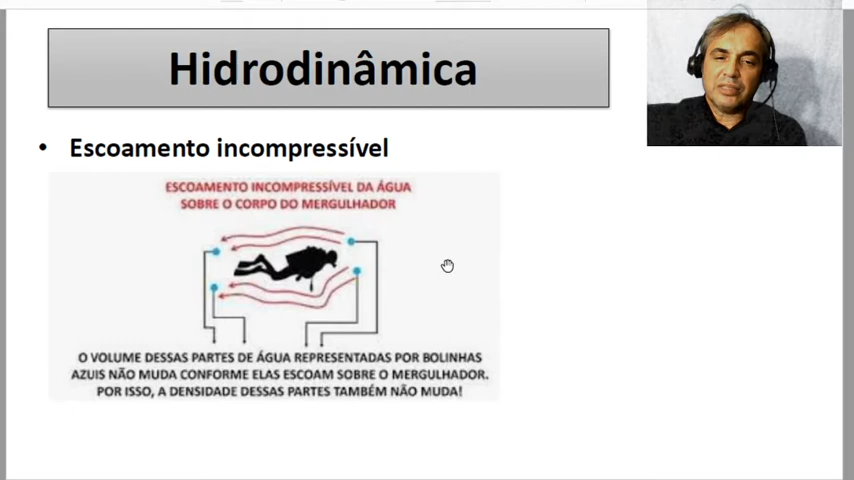 Hidrodinâmica
• Escoamento incompressível
ESCOAMENTO INCOMPRESSÍVEL DA ÁGUA
SOBRE O CORPO DO MERGULHADOR
O VOLUME DESSAS PARTES DE ÁGUA REPRESENTADAS POR BOLINHAS
AZUIS NÃO MUDA CONFORME ELAS ESCOAM SOBRE O MERGULHADOR.
POR ISSO, A DENSIDADE DESSAS PARTES TAMBÉM NÃO MUDA!